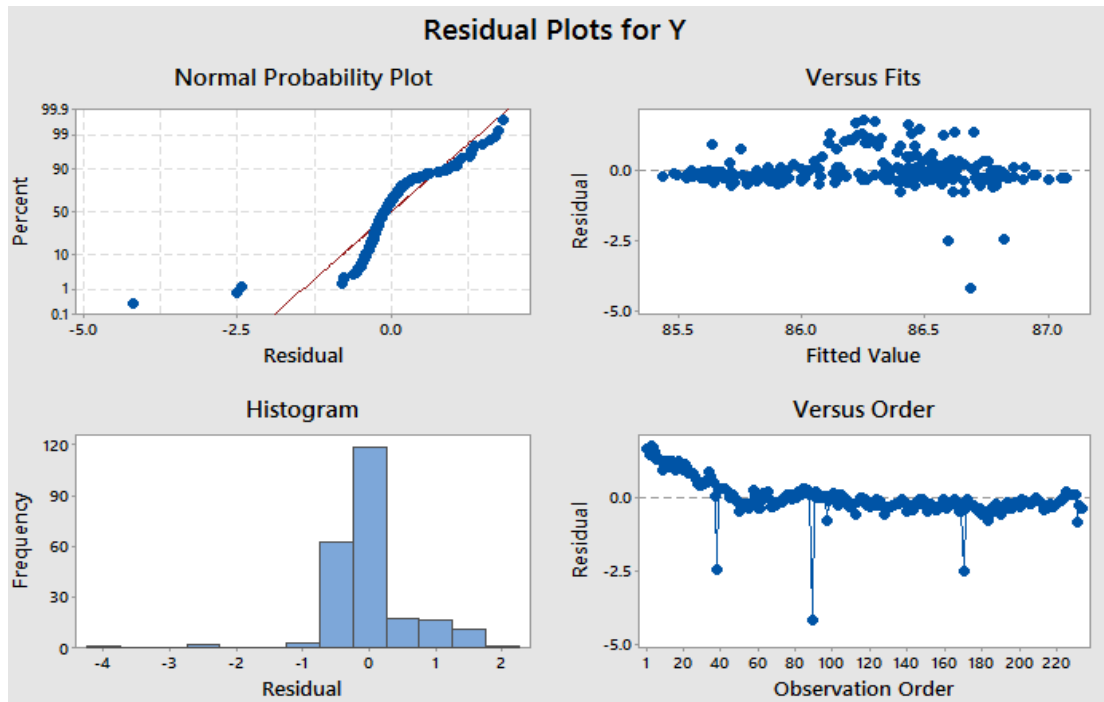 Residual Plots for Y
Normal Probability Plot
99.9
99
90
50
10
1
0.1
Percent
-5.0 -2.5 0.0
Residual
Versus Fits
0.0
-2.5
-5.0
Residual
85.5 86.0 86.5 87.0
Fitted Value
Histogram
120
90
60
30
0
Frequency
-4 -3 -2 -1 0 1 2
Residual
Versus Order
0.0
-2.5
-5.0
Residual
1 20 40 60 80 100 120 140 160 180 200 220
Observation Order